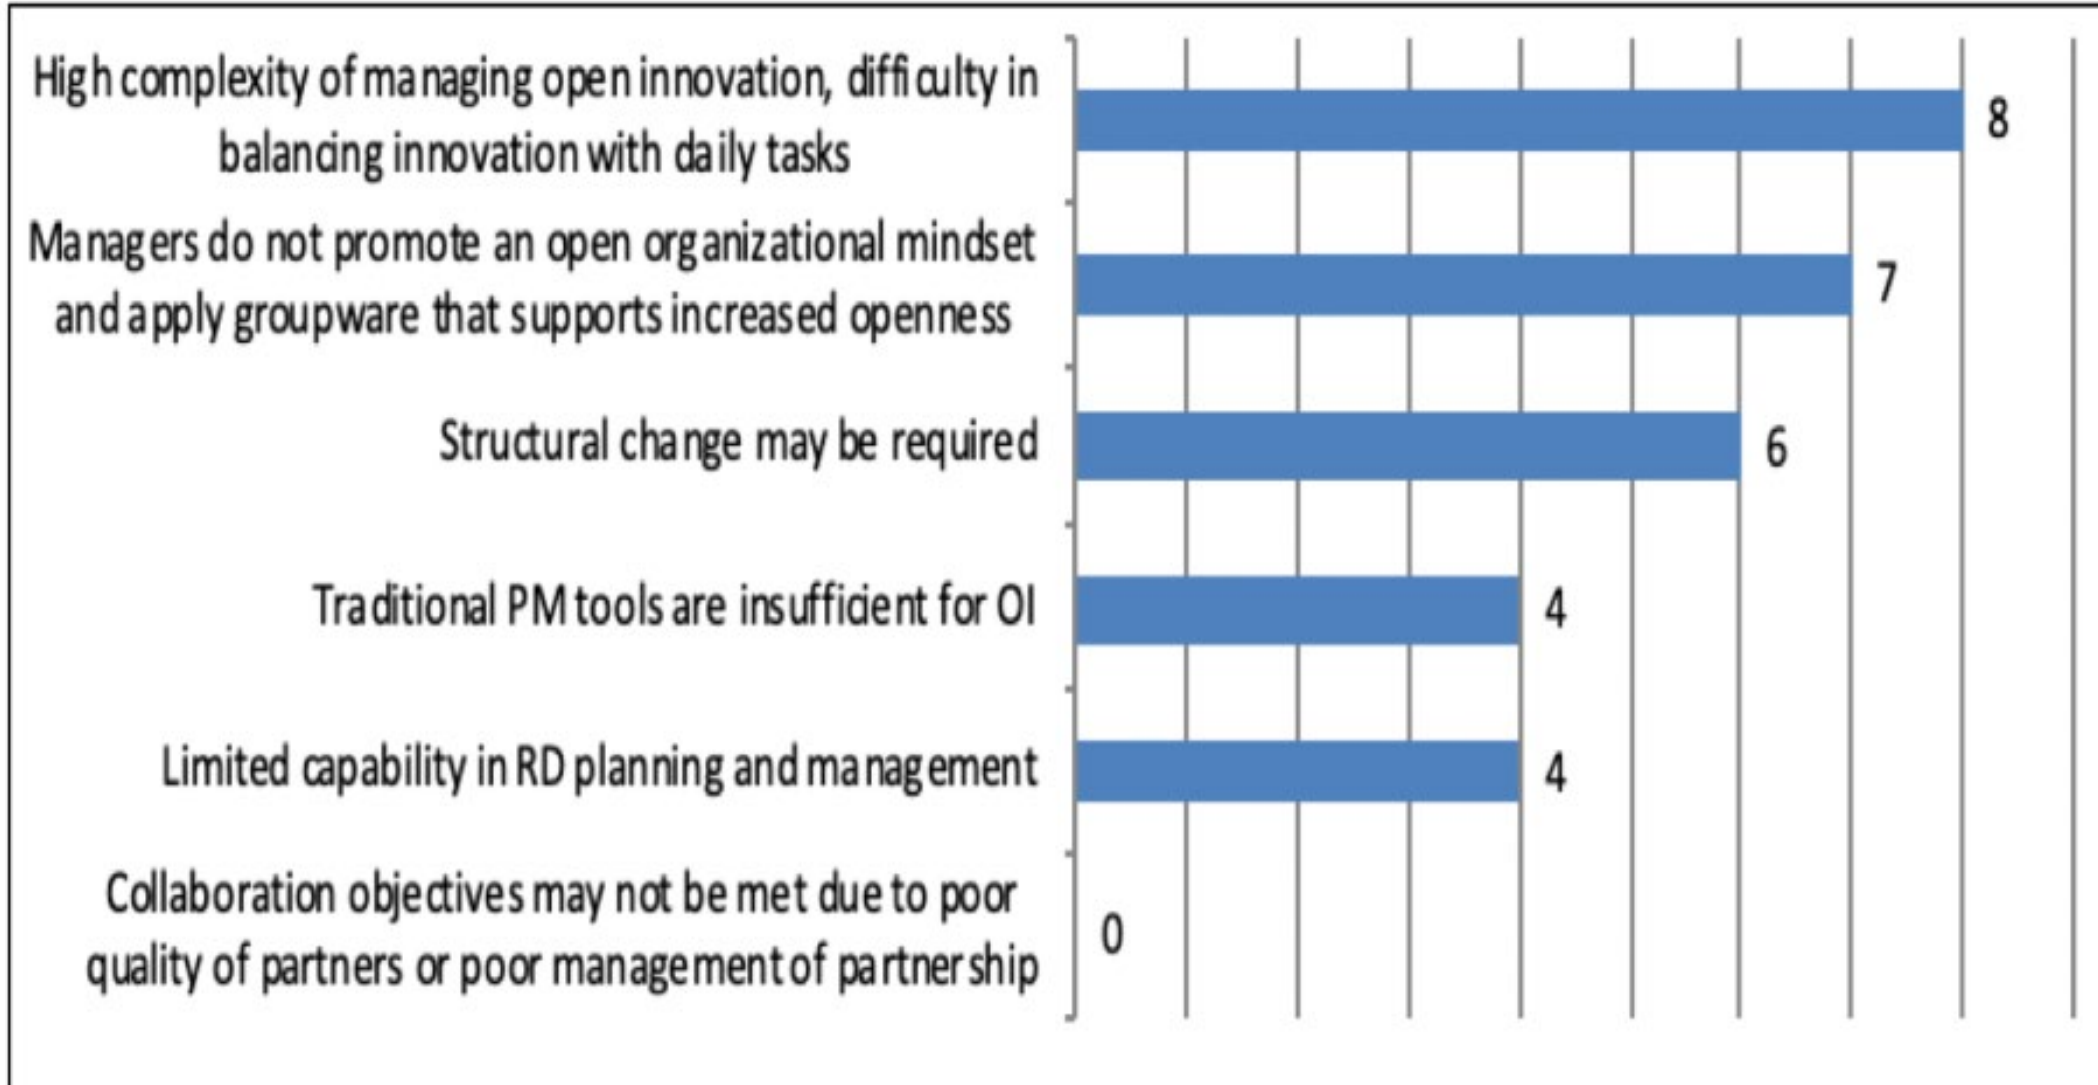 High complexity of managing open innovation, difficulty in
balancing innovation with daily tasks
8
Managers do not promote an open organizational mindset
and apply groupware that supports increased openness
7
Structural change may be required
6
Traditional PM tools are insufficient for OI
4
Limited capability in RD planning and management
4
Collaboration objectives may not be met due to poor
quality of partners or poor management of partnership
0